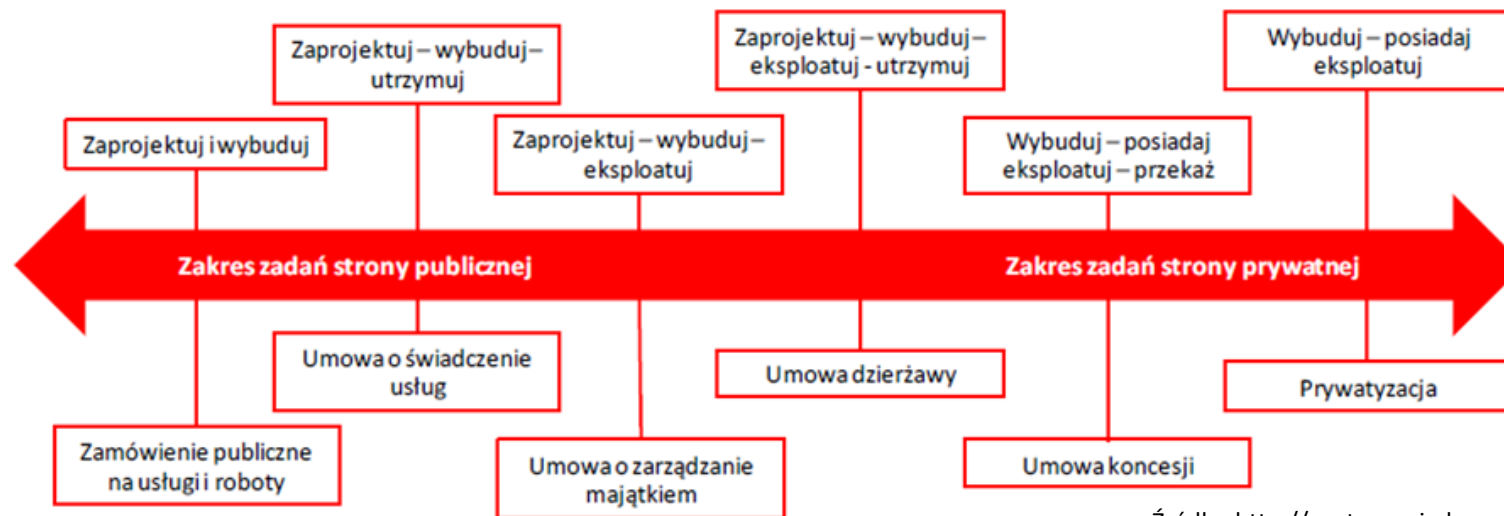 Zaprojektuj – wybuduj –
utrzymuj
Zaprojektuj – wybuduj –
eksploatuj - utrzymuj
Wybuduj – posiadaj
eksploatuj
Zaprojektuj i wybuduj
Zaprojektuj – wybuduj –
eksploatuj
Wybuduj – posiadaj
eksploatuj – przekaż
Zakres zadań strony publicznej
Zakres zadań strony prywatnej
Umowa o świadczenie
usług
Umowa dzierżawy
Prywatyzacja
Zamówienie publiczne
na usługi i roboty
Umowa o zarządzanie
majątkiem
Umowa koncesji